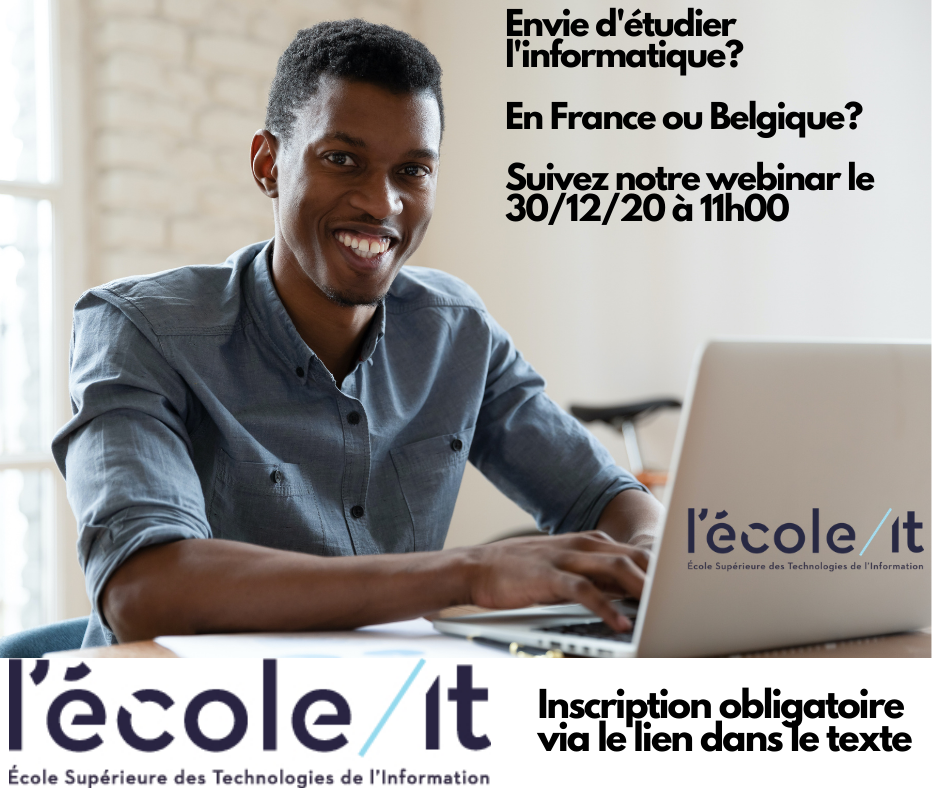 Envie d'étudier
l'informatique?
En France ou Belgique?
Suivez notre webinar le
30/12/20 à 11h00
l'école/it
École Supérieure des Technologies de l'Information
l'école/it
École Supérieure des Technologies de l'Information
Inscription obligatoire
via le lien dans le texte